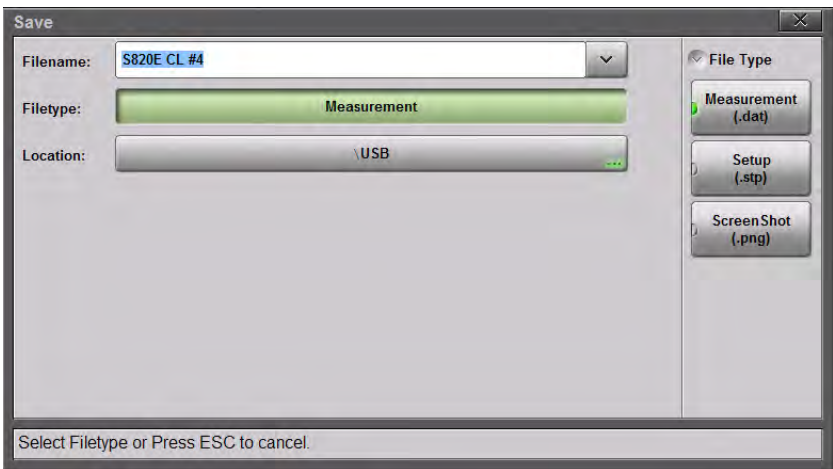 Save
Filename: S820E CL #4
File Type
Filetype: Measurement
Measurement
(.dat)
Location: \USB
...
Setup
(.stp)
ScreenShot
(.png)
Select Filetype or Press ESC to cancel.